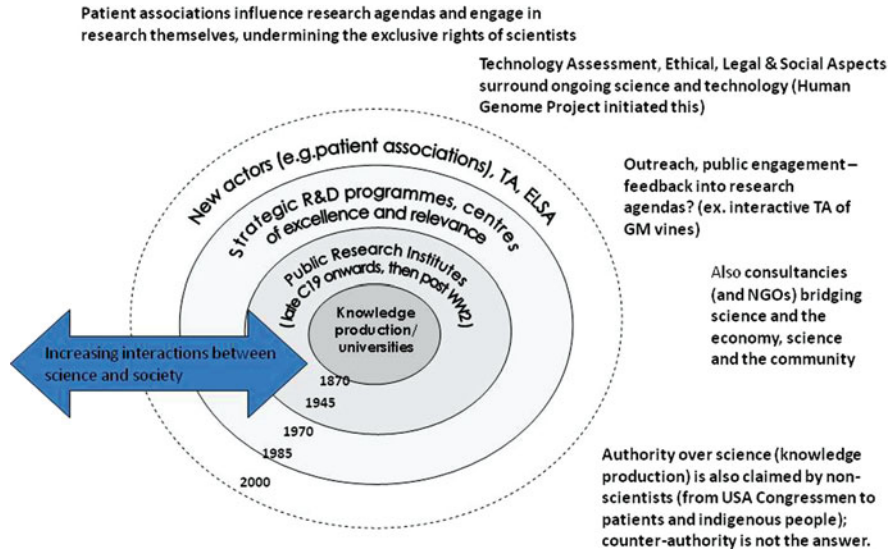 Patient associations influence research agendas and engage in
research themselves, undermining the exclusive rights of scientists
Technology Assessment, Ethical, Legal & Social Aspects
surround ongoing science and technology (Human
Genome Project initiated this)
New actors (e.g.patient associations), TA, ELSA
Strategic R&D programmes, centres
of excellence and relevance
Public Research Institutes
(late C19 onwards, then post WW2)
Knowledge
production/
universities
Outreach, public engagement–
feedback into research
agendas? (ex. interactive TA of
GM vines)
Also consultancies
(and NGOs) bridging
science and the
economy, science
and the community
Increasing interactions between
science and society
1870
1945
1970
1985
2000
Authority over science (knowledge
production) is also claimed by non-
scientists (from USA Congressmen to
patients and indigenous people);
counter-authority is not the answer.